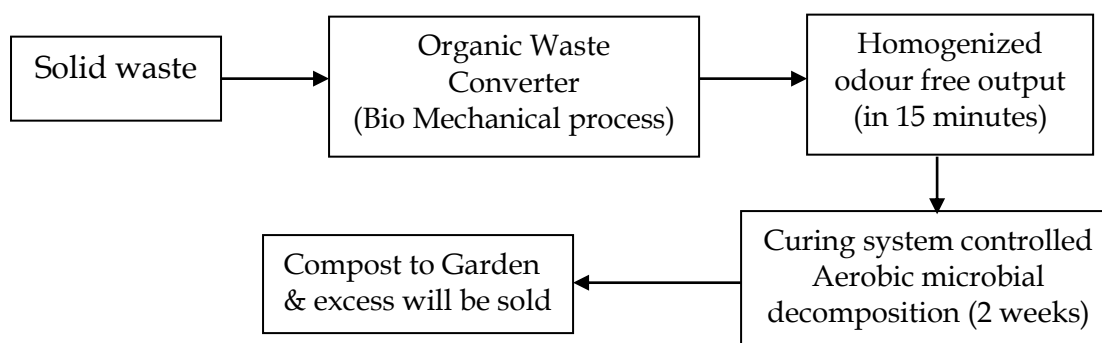 Solid waste
Organic Waste
Converter
(Bio Mechanical process)
Homogenized
odour free output
(in 15 minutes)
Curing system controlled
Aerobic microbial
decomposition (2 weeks)
Compost to Garden
& excess will be sold